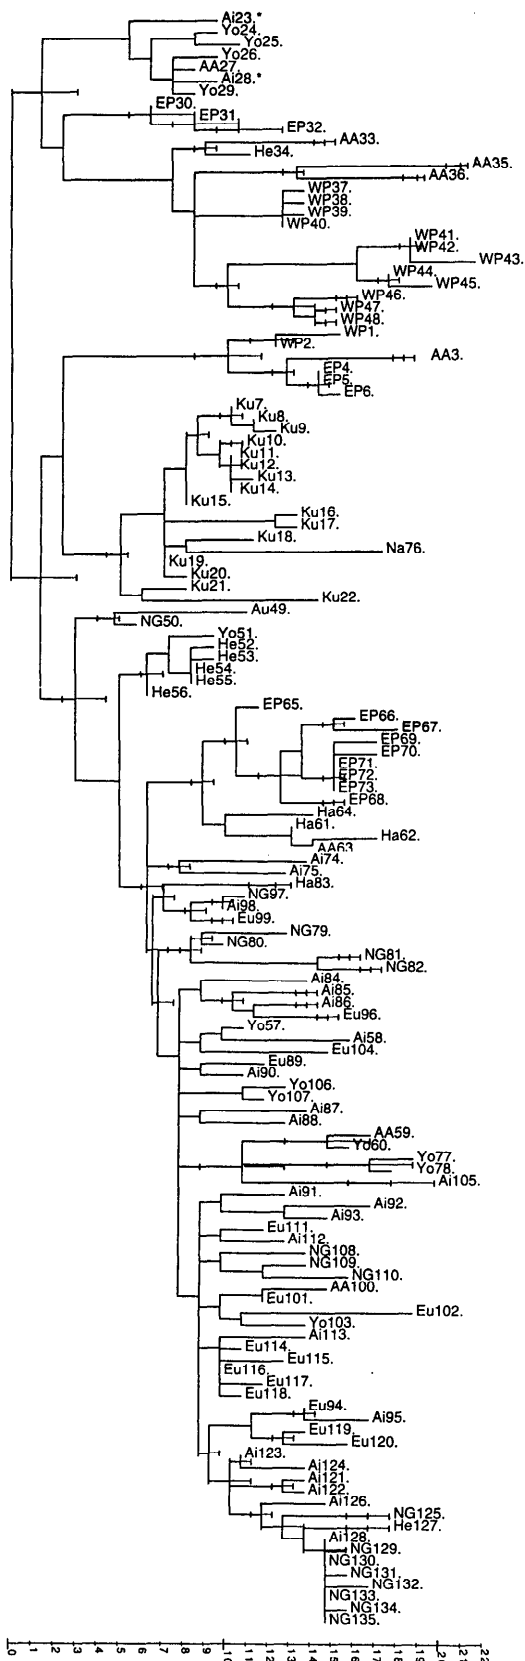 Ai23.*
Yo24.
Yo25.
Yo26.
AA27.
Ai28.*
Yo29.
EP30.
EP31.
EP32.
AA33.
He34.
AA35.
AA36.
WP37.
WP38.
WP39.
WP40.
WP41.
WP42.
WP43.
WP44.
WP45.
WP46.
WP47.
WP48.
WP1.
WP2.
AA3.
EP4.
EP5.
EP6.
Ku7.
Ku8.
Ku9.
Ku10.
Ku11.
Ku12.
Ku13.
Ku14.
Ku15.
Ku16.
Ku17.
Ku18.
Na76.
Ku19.
Ku20.
Ku21.
Ku22.
Au49.
NG50.
Yo51.
He52.
He53.
He54.
He55.
He56.
EP65.
EP66.
EP67.
EP69.
EP70.
EP71.
EP72.
EP73.
EP68.
Ha64.
Ha61.
Ha62.
AA63
Ai74.
Ai75.
Ha83.
NG97.
Ai98.
Eu99.
NG79.
NG80.
NG81.
NG82.
Ai84.
Ai85.
Ai86.
Eu96.
Yo57.
Ai58.
Eu104.
Eu89.
Ai90.
Yo106.
Yo107.
Ai87.
Ai88.
AA59.
Yo60.
Yo77.
Yo78.
Ai105.
Ai91.
Ai92.
Ai93.
Eu111.
Ai112.
NG108.
NG109.
NG110.
AA100.
Eu101.
Eu102.
Yo103.
Ai113.
Eu114.
Eu115.
Eu116.
Eu117.
Eu118.
Eu94.
Ai95.
Eu119.
Eu120.
Ai123.
Ai124.
Ai121.
Ai122.
Ai126.
NG125.
He127.
Ai128.
NG129.
NG130.
NG131.
NG132.
NG133.
NG134.
NG135.
0 1 2 3 4 5 6 7 8 9 10 11 12 13 14 15 16 17 18 19 20 21 22